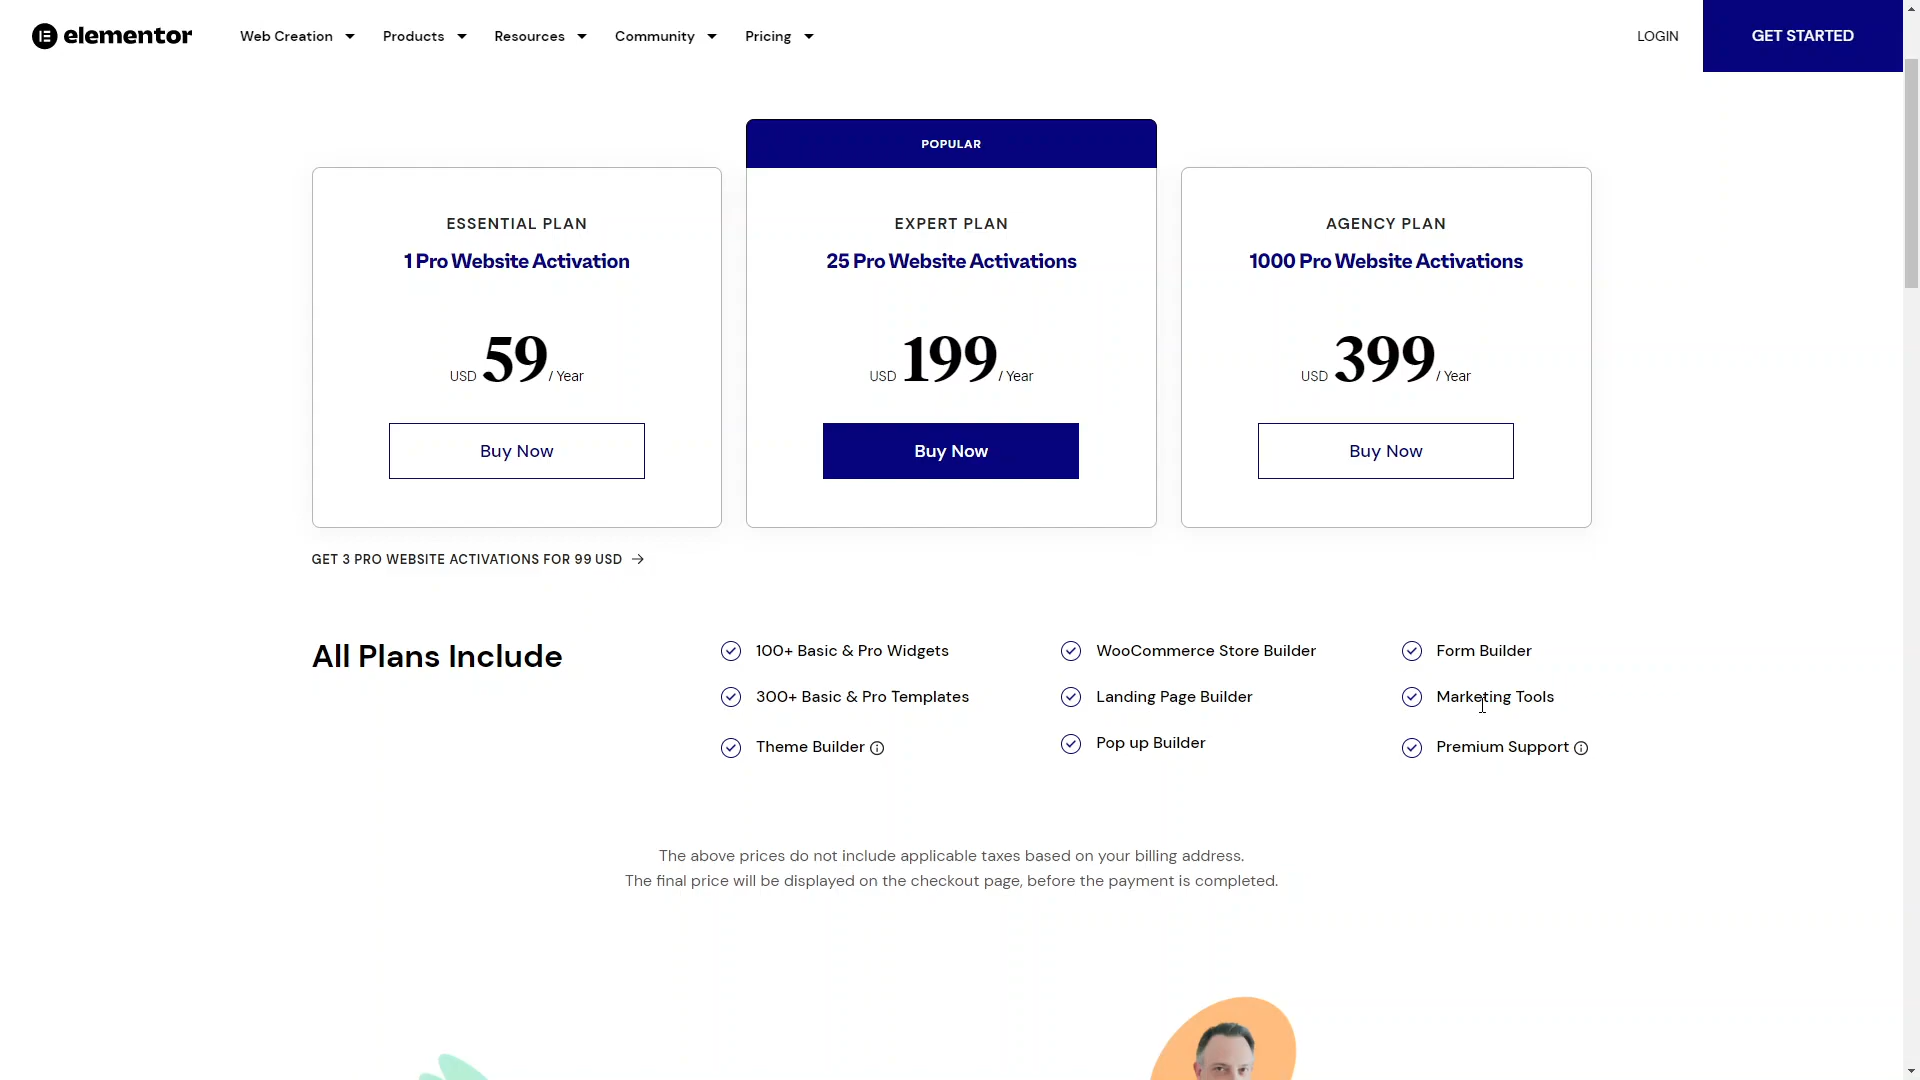 elementor
Web Creation
Products
Resources
Community
Pricing
LOGIN
GET STARTED
POPULAR
ESSENTIAL PLAN
1 Pro Website Activation
USD 59 / Year
Buy Now
EXPERT PLAN
25 Pro Website Activations
USD 199 / Year
Buy Now
AGENCY PLAN
1000 Pro Website Activations
USD 399 / Year
Buy Now
GET 3 PRO WEBSITE ACTIVATIONS FOR 99 USD →
All Plans Include
100+ Basic & Pro Widgets
300+ Basic & Pro Templates
Theme Builder
WooCommerce Store Builder
Landing Page Builder
Pop up Builder
Form Builder
Marketing Tools
Premium Support
The above prices do not include applicable taxes based on your billing address.
The final price will be displayed on the checkout page, before the payment is completed.